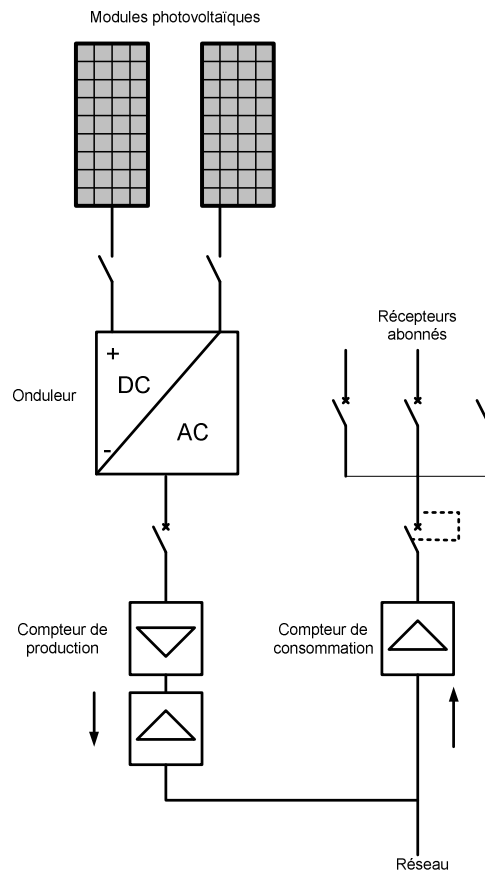 Modules photovoltaïques
Récepteurs
abonnés
+
DC
Onduleur
AC
-
Compteur de
production
Compteur de
consommation
Réseau